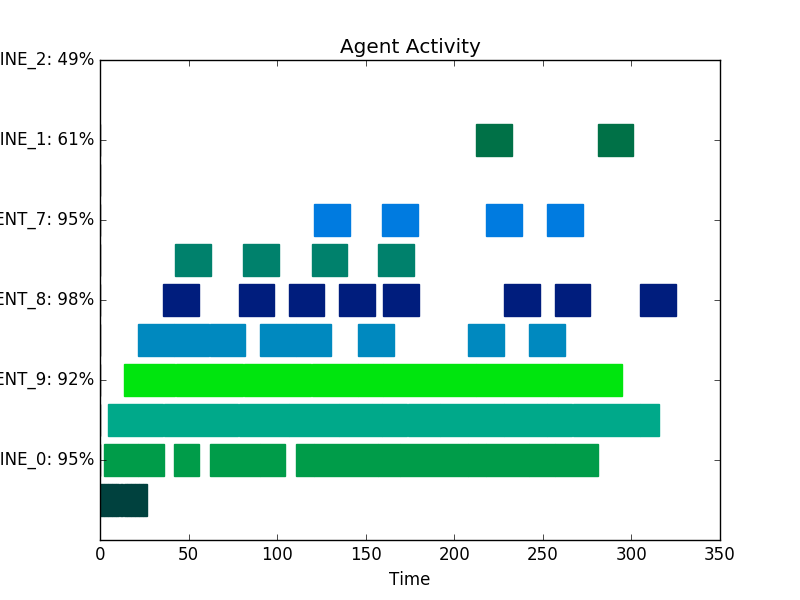 Agent Activity
INE_2: 49%
INE_1: 61%
ENT_7: 95%
ENT_8: 98%
ENT_9: 92%
INE_0: 95%
0 50 100 150 200 250 300 350
Time